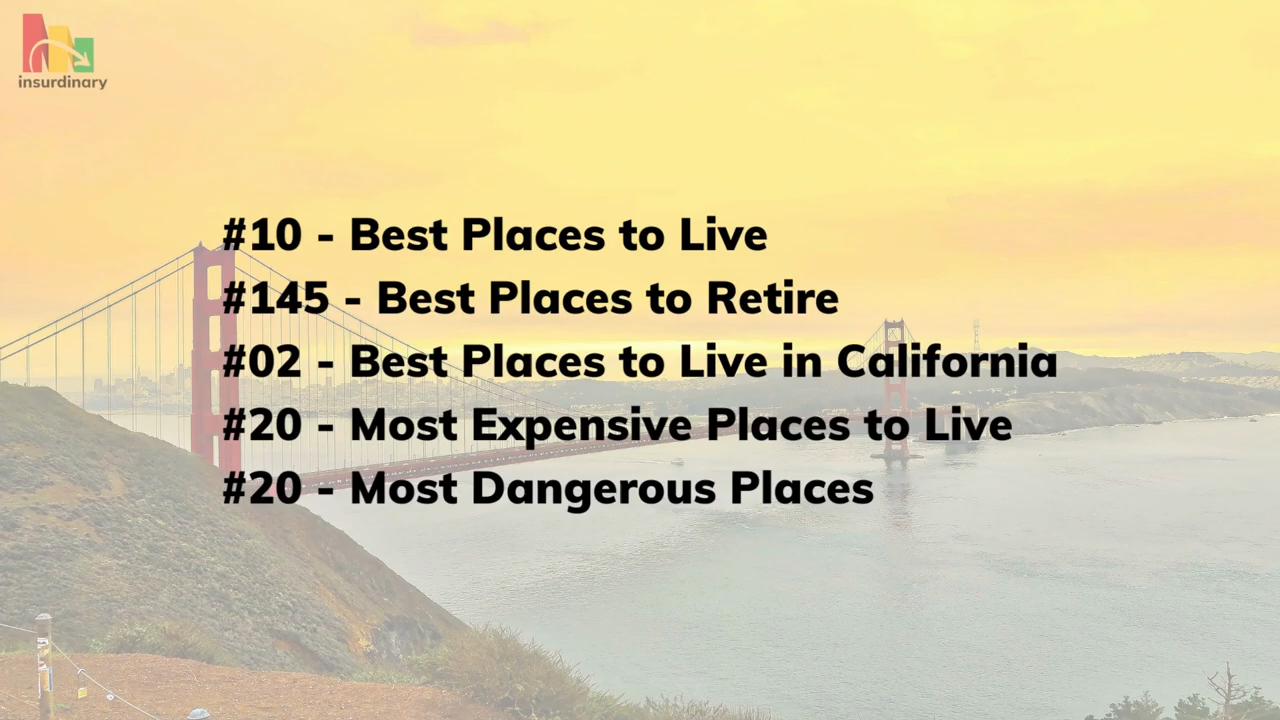 insurdinary
#10 - Best Places to Live
#145 - Best Places to Retire
#02 - Best Places to Live in California
#20 - Most Expensive Places to Live
#20 - Most Dangerous Places